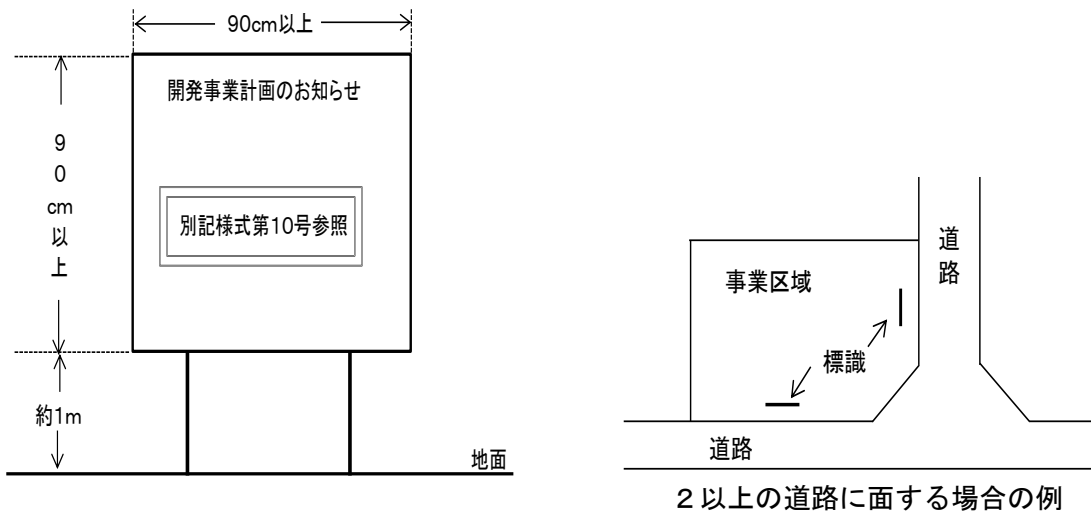 90cm以上
開発事業計画のお知らせ
90cm以上
別記様式第10号参照
約1m
地面
道路
事業区域
標識
道路
２以上の道路に面する場合の例